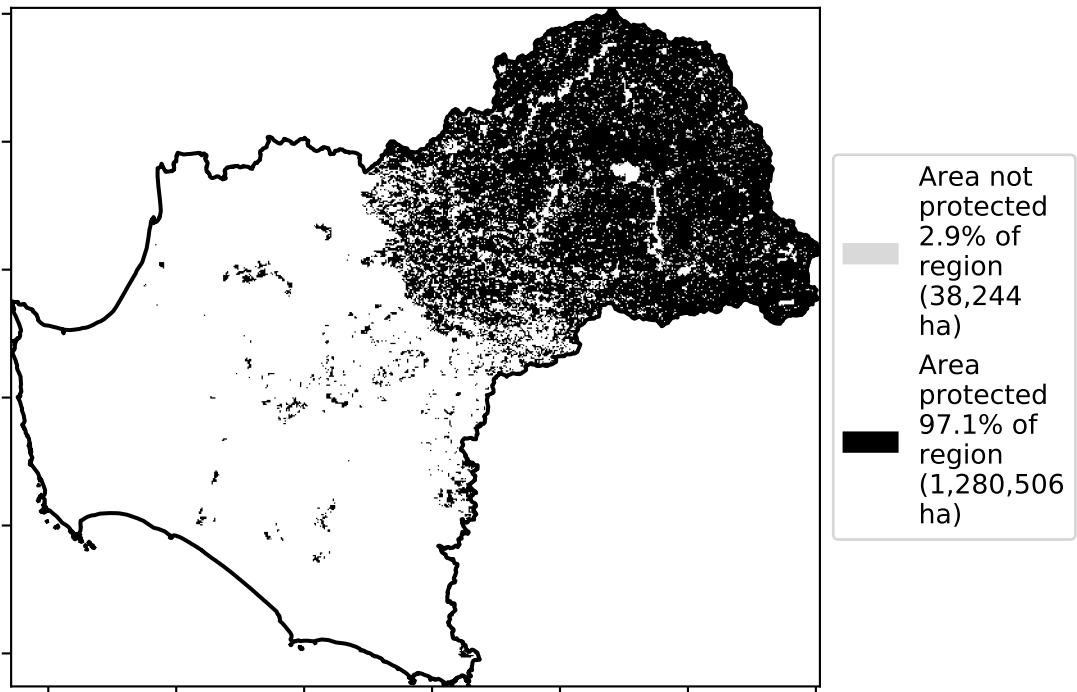 Area not
protected
2.9% of
region
(38,244
ha)
Area
protected
97.1% of
region
(1,280,506
ha)